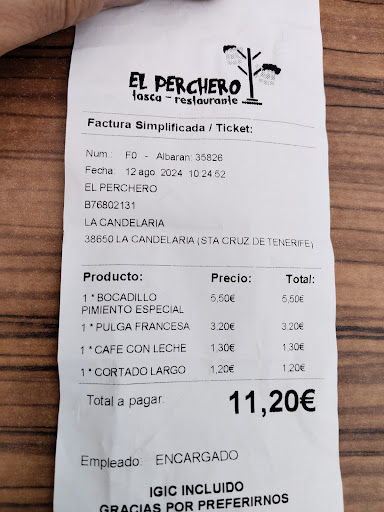 EL PERCHERO
tasca - restaurante
Factura Simplificada / Ticket:
Num.: F0 - Albaran: 35826
Fecha: 12 ago. 2024 10:24:52
EL PERCHERO
B76802131
LA CANDELARIA
38650 LA CANDELARIA (STA CRUZ DE TENERIFE)
Producto: Precio: Total:
1 * BOCADILLO 5,50€ 5,50€
PIMIENTO ESPECIAL
1 * PULGA FRANCESA 3,20€ 3,20€
1 * CAFE CON LECHE 1,30€ 1,30€
1 * CORTADO LARGO 1,20€ 1,20€
Total a pagar: 11,20€
Empleado: ENCARGADO
IGIC INCLUIDO
GRACIAS POR PREFERIRNOS